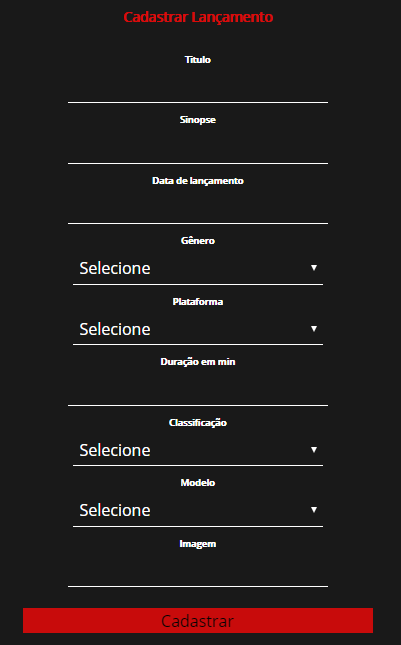 Cadastrar Lançamento
Título
Sinopse
Data de lançamento
Gênero
Selecione
Plataforma
Selecione
Duração em min
Classificação
Selecione
Modelo
Selecione
Imagem
Cadastrar